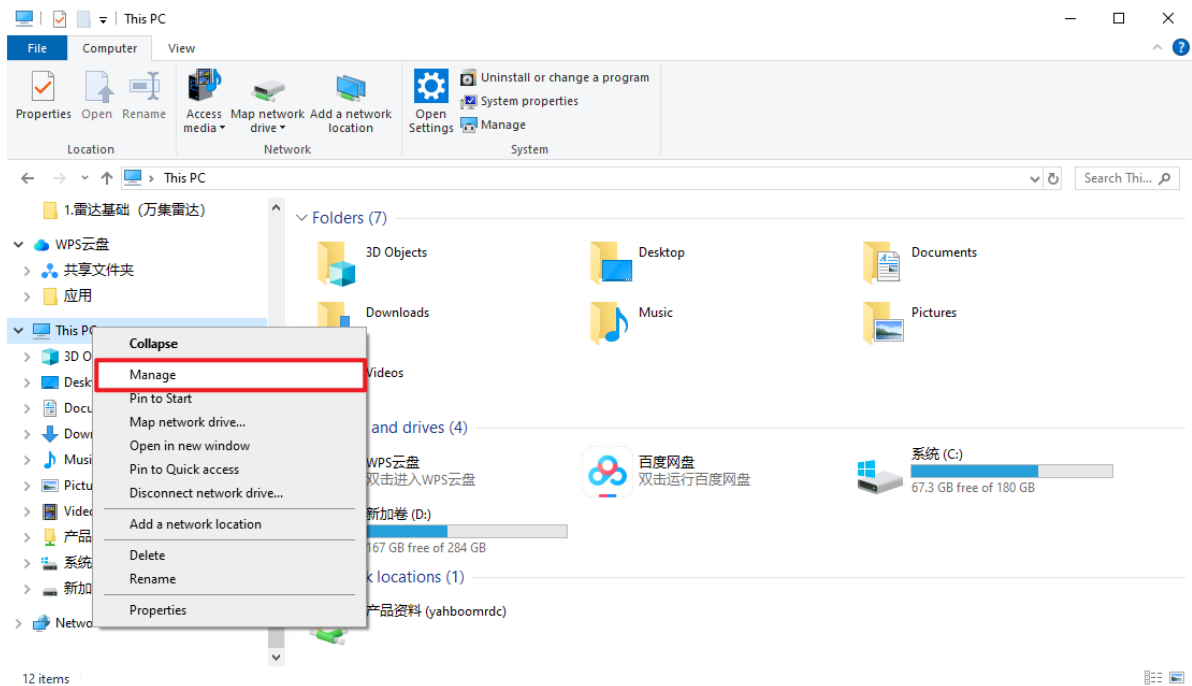 This PC
File Computer View
Properties Open Rename Access media Map network drive Add a network location Open Settings Uninstall or change a program
System properties
Manage
Location Network System
This PC Search Thi...
1.雷达基础（万集雷达）
WPS云盘
共享文件夹
应用
This PC
3D O
Desk
Docu
Down
Musi
Pictu
Video
产品
系统
新加
Netwo
Collapse
Manage
Pin to Start
Map network drive...
Open in new window
Pin to Quick access
Disconnect network drive...
Add a network location
Delete
Rename
Properties
Folders (7)
3D Objects Desktop Documents
Downloads Music Pictures
Videos
and drives (4)
WPS云盘
双击进入WPS云盘
百度网盘
双击运行百度网盘
系统 (C:)
67.3 GB free of 180 GB
新加卷 (D:)
167 GB free of 284 GB
k locations (1)
产品资料 (yahboomrdc)
12 items